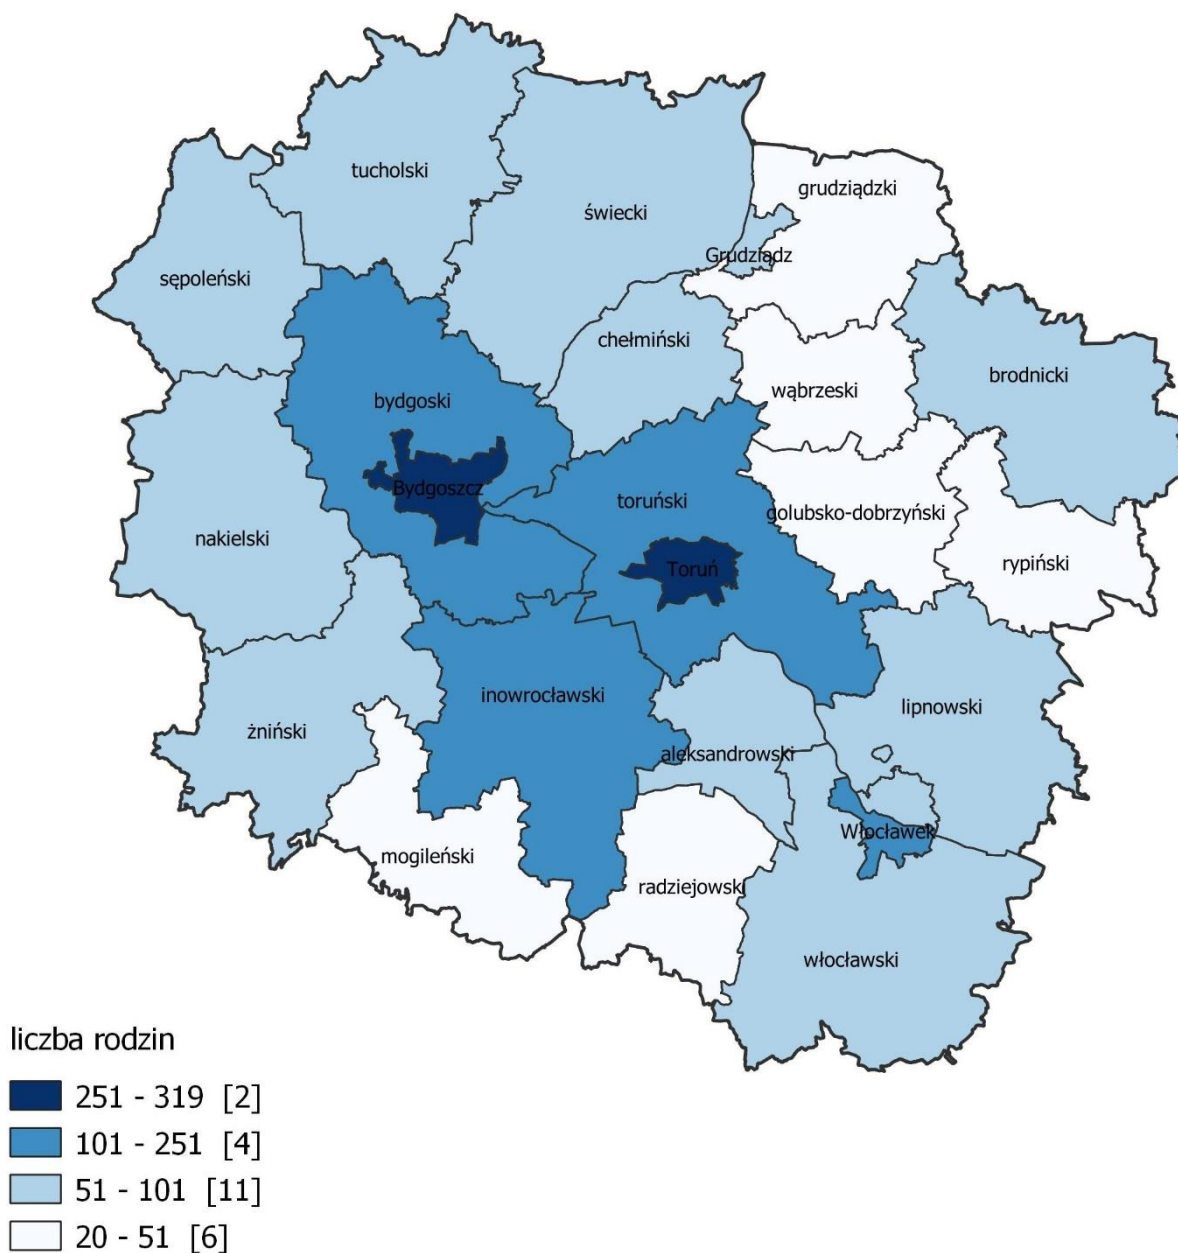 tucholski
grudziądzki
świecki
Grudziądz
sępoleński
chełmiński
brodnicki
wąbrzeski
bydgoski
Bydgoszcz
toruński
golubsko-dobrzyński
nakielski
rypiński
Toruń
inowrocławski
lipnowski
żniński
aleksandrowski
Włocławek
mogileński
radziejowski
włocławski
liczba rodzin
251 - 319 [2]
101 - 251 [4]
51 - 101 [11]
20 - 51 [6]